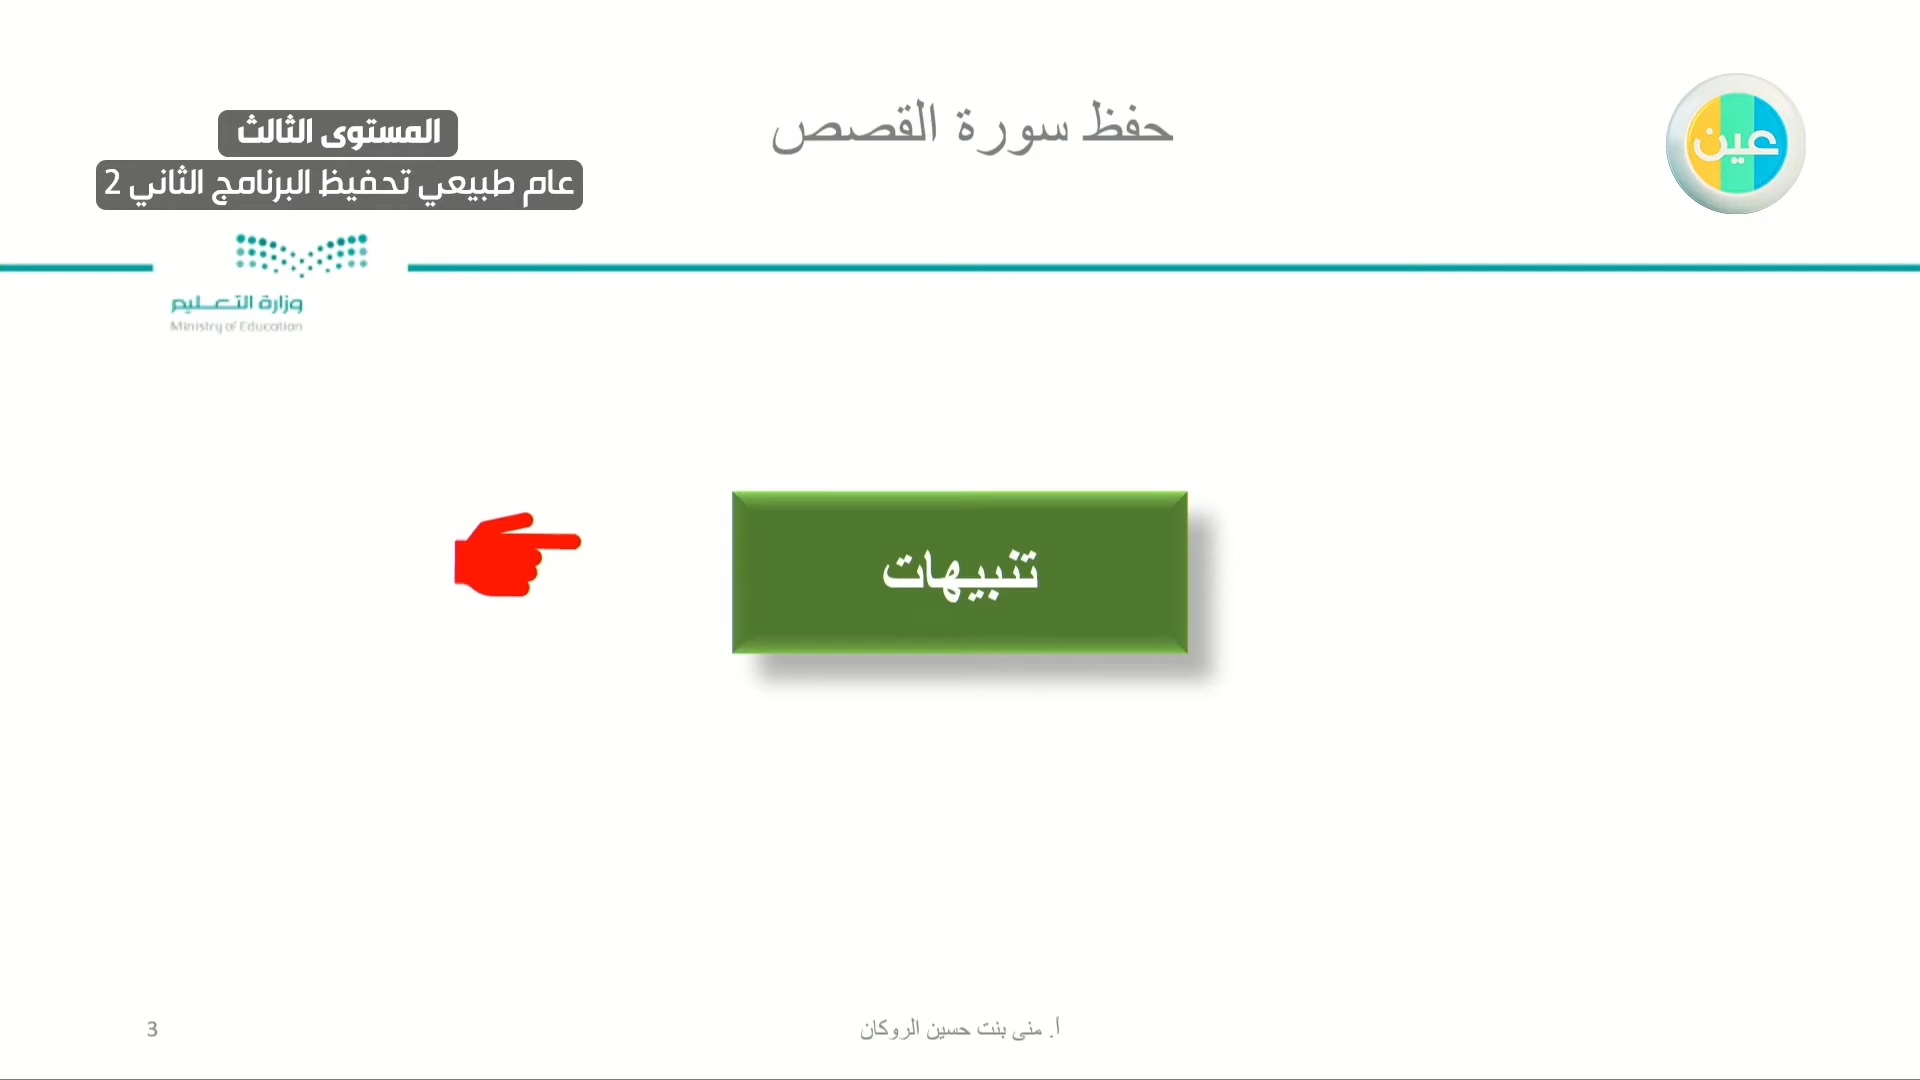 حفظ سورة القصص
عين
المستوى الثالث
عام طبيعي تحفيظ البرنامج الثاني 2
وزارة التعـليم
Ministry of Education
تنبيهات
أ. منى بنت حسين الروكان
3